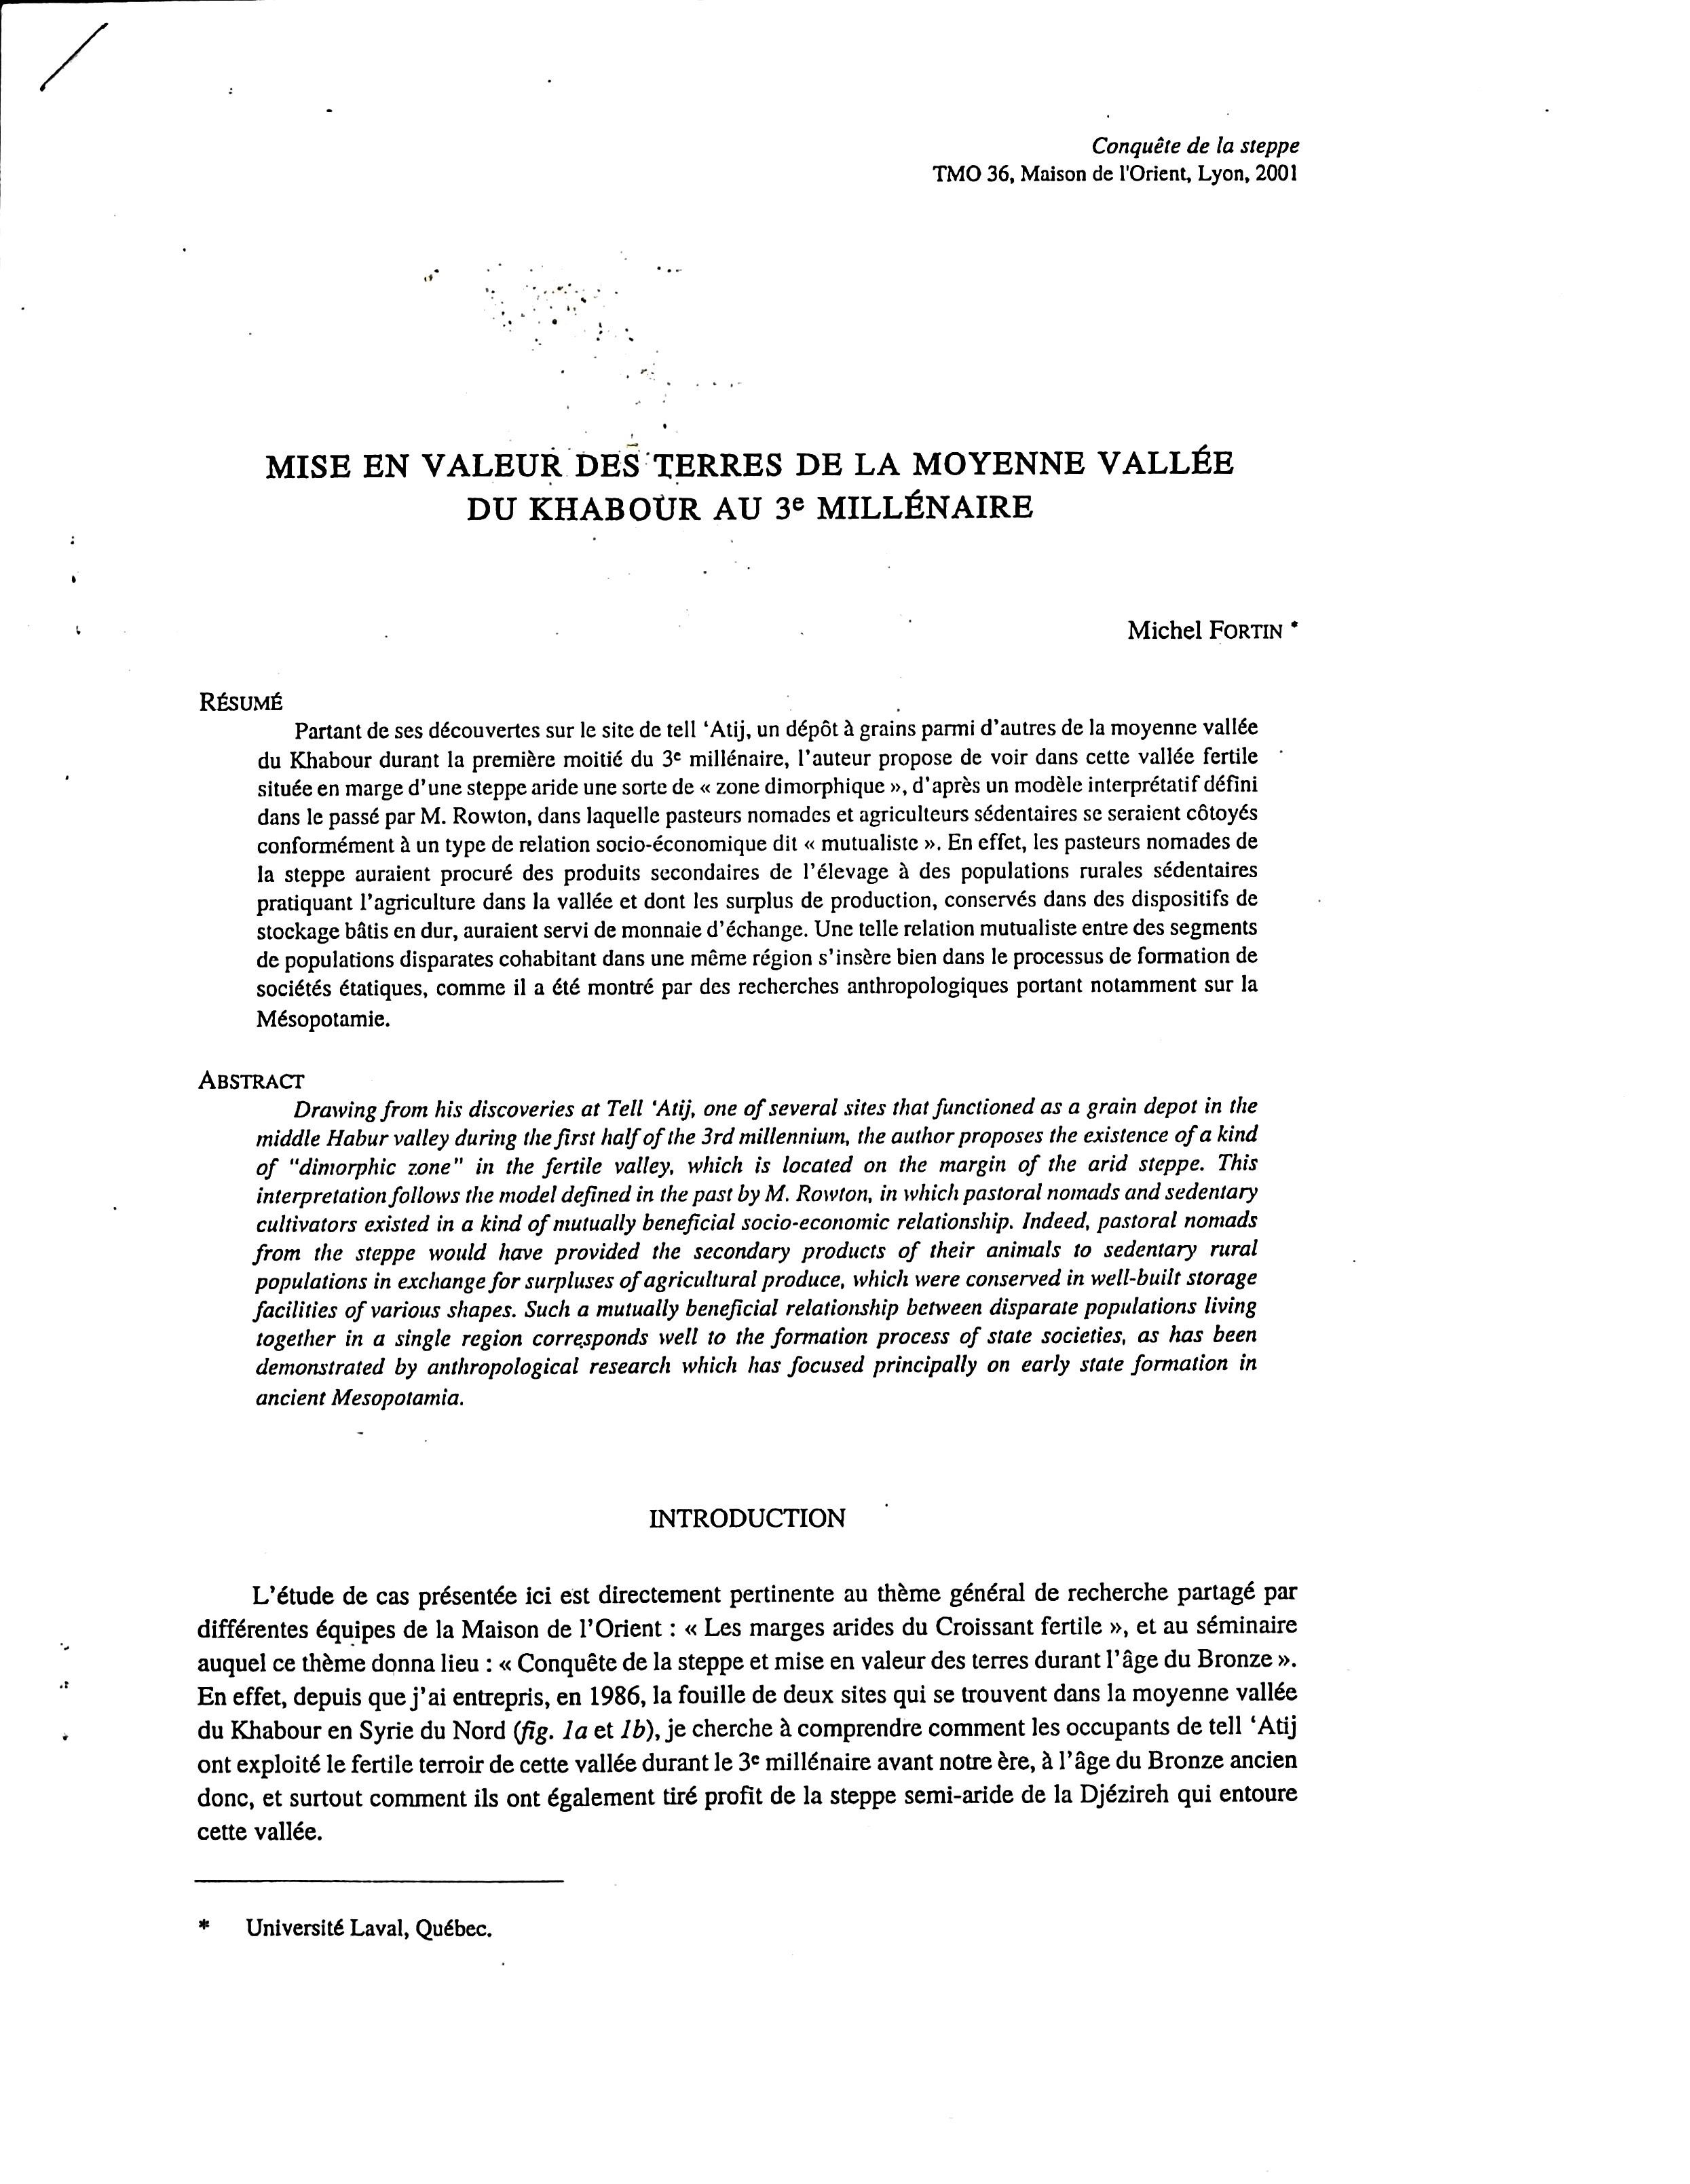 Conquête de la steppe
TMO 36, Maison de l'Orient, Lyon, 2001
MISE EN VALEUR DES TERRES DE LA MOYENNE VALLÉE
DU KHABOUR AU 3e MILLÉNAIRE
Michel FORTIN *
RÉSUMÉ
Partant de ses découvertes sur le site de tell ‘Atij, un dépôt à grains parmi d’autres de la moyenne vallée
du Khabour durant la première moitié du 3e millénaire, l’auteur propose de voir dans cette vallée fertile
située en marge d’une steppe aride une sorte de « zone dimorphique », d’après un modèle interprétatif défini
dans le passé par M. Rowton, dans laquelle pasteurs nomades et agriculteurs sédentaires se seraient côtoyés
conformément à un type de relation socio-économique dit « mutualiste ». En effet, les pasteurs nomades de
la steppe auraient procuré des produits secondaires de l’élevage à des populations rurales sédentaires
pratiquant l’agriculture dans la vallée et dont les surplus de production, conservés dans des dispositifs de
stockage bâtis en dur, auraient servi de monnaie d’échange. Une telle relation mutualiste entre des segments
de populations disparates cohabitant dans une même région s’insère bien dans le processus de formation de
sociétés étatiques, comme il a été montré par des recherches anthropologiques portant notamment sur la
Mésopotamie.
ABSTRACT
Drawing from his discoveries at Tell ‘Atij, one of several sites that functioned as a grain depot in the
middle Habur valley during the first half of the 3rd millennium, the author proposes the existence of a kind
of "dimorphic zone" in the fertile valley, which is located on the margin of the arid steppe. This
interpretation follows the model defined in the past by M. Rowton, in which pastoral nomads and sedentary
cultivators existed in a kind of mutually beneficial socio-economic relationship. Indeed, pastoral nomads
from the steppe would have provided the secondary products of their animals to sedentary rural
populations in exchange for surpluses of agricultural produce, which were conserved in well-built storage
facilities of various shapes. Such a mutually beneficial relationship between disparate populations living
together in a single region corresponds well to the formation process of state societies, as has been
demonstrated by anthropological research which has focused principally on early state formation in
ancient Mesopotamia.
INTRODUCTION
L’étude de cas présentée ici est directement pertinente au thème général de recherche partagé par
différentes équipes de la Maison de l’Orient : « Les marges arides du Croissant fertile », et au séminaire
auquel ce thème donna lieu : « Conquête de la steppe et mise en valeur des terres durant l’âge du Bronze ».
En effet, depuis que j’ai entrepris, en 1986, la fouille de deux sites qui se trouvent dans la moyenne vallée
du Khabour en Syrie du Nord (fig. 1a et 1b), je cherche à comprendre comment les occupants de tell ‘Atij
ont exploité le fertile terroir de cette vallée durant le 3e millénaire avant notre ère, à l’âge du Bronze ancien
donc, et surtout comment ils ont également tiré profit de la steppe semi-aride de la Djézireh qui entoure
cette vallée.
* Université Laval, Québec.